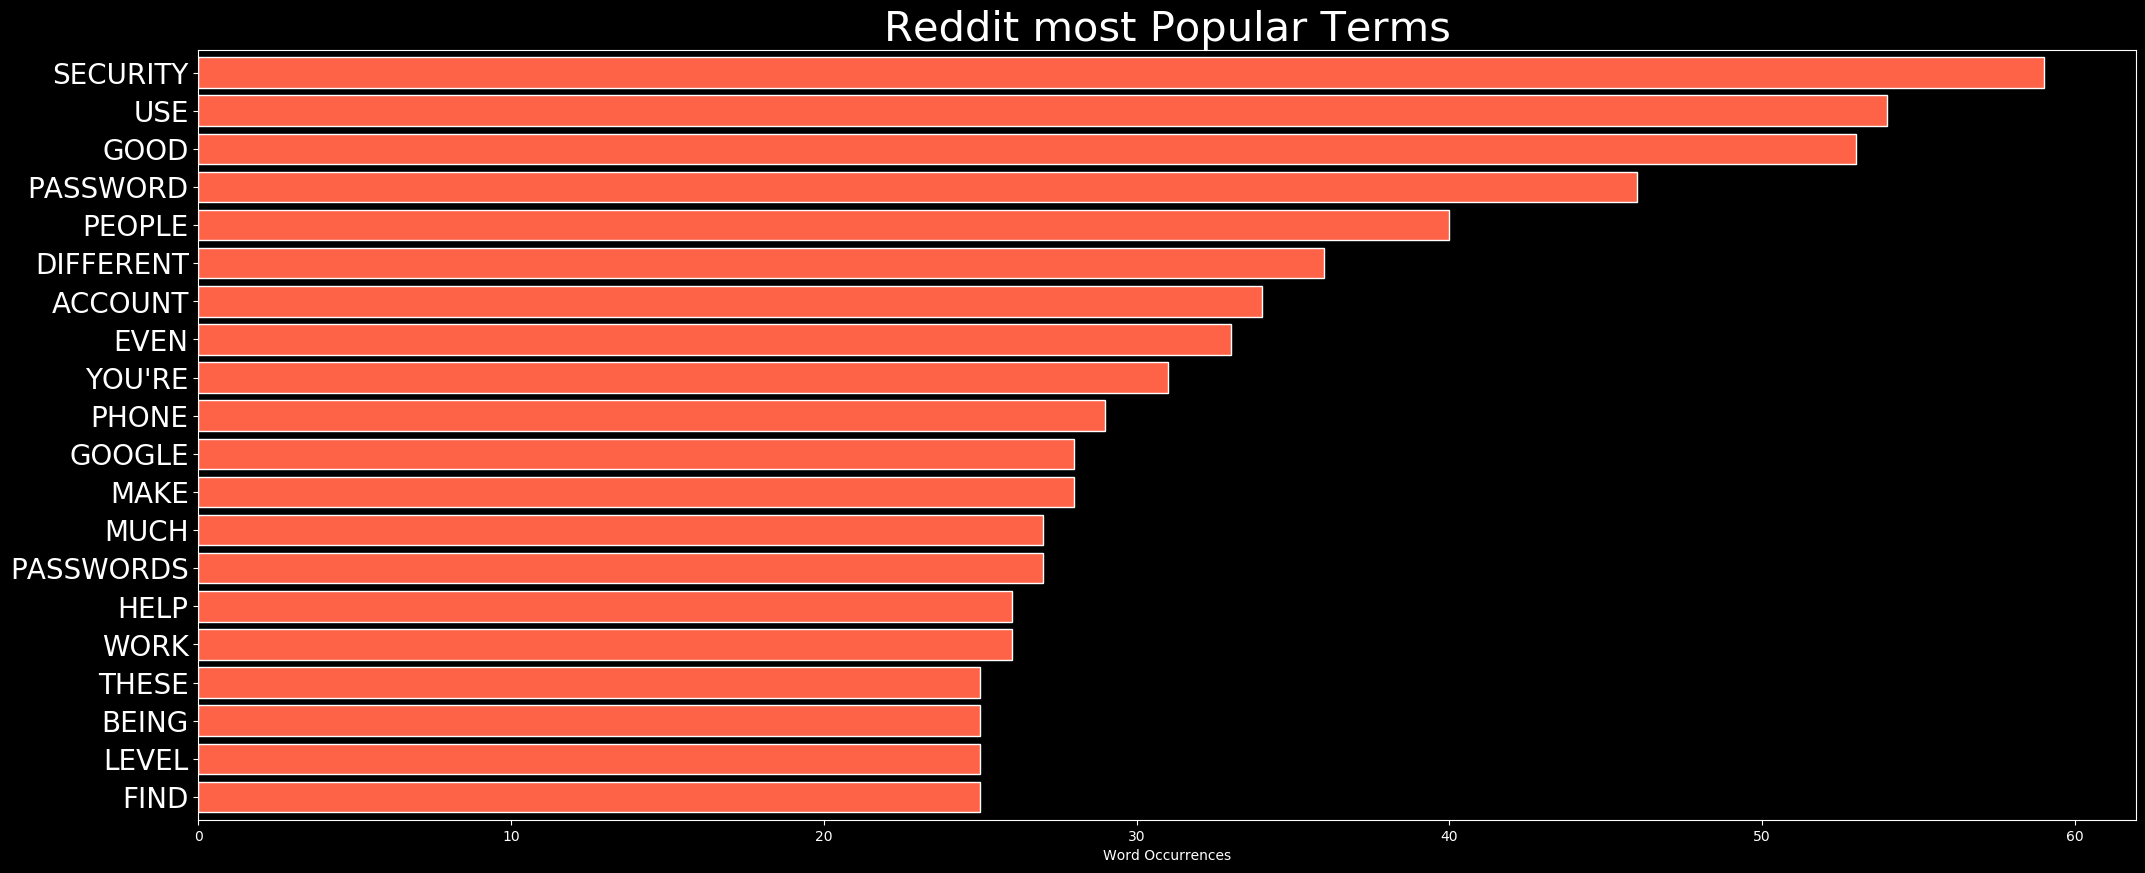 Reddit most Popular Terms
SECURITY
USE
GOOD
PASSWORD
PEOPLE
DIFFERENT
ACCOUNT
EVEN
YOU'RE
PHONE
GOOGLE
MAKE
MUCH
PASSWORDS
HELP
WORK
THESE
BEING
LEVEL
FIND
0 10 20 30 40 50 60
Word Occurrences